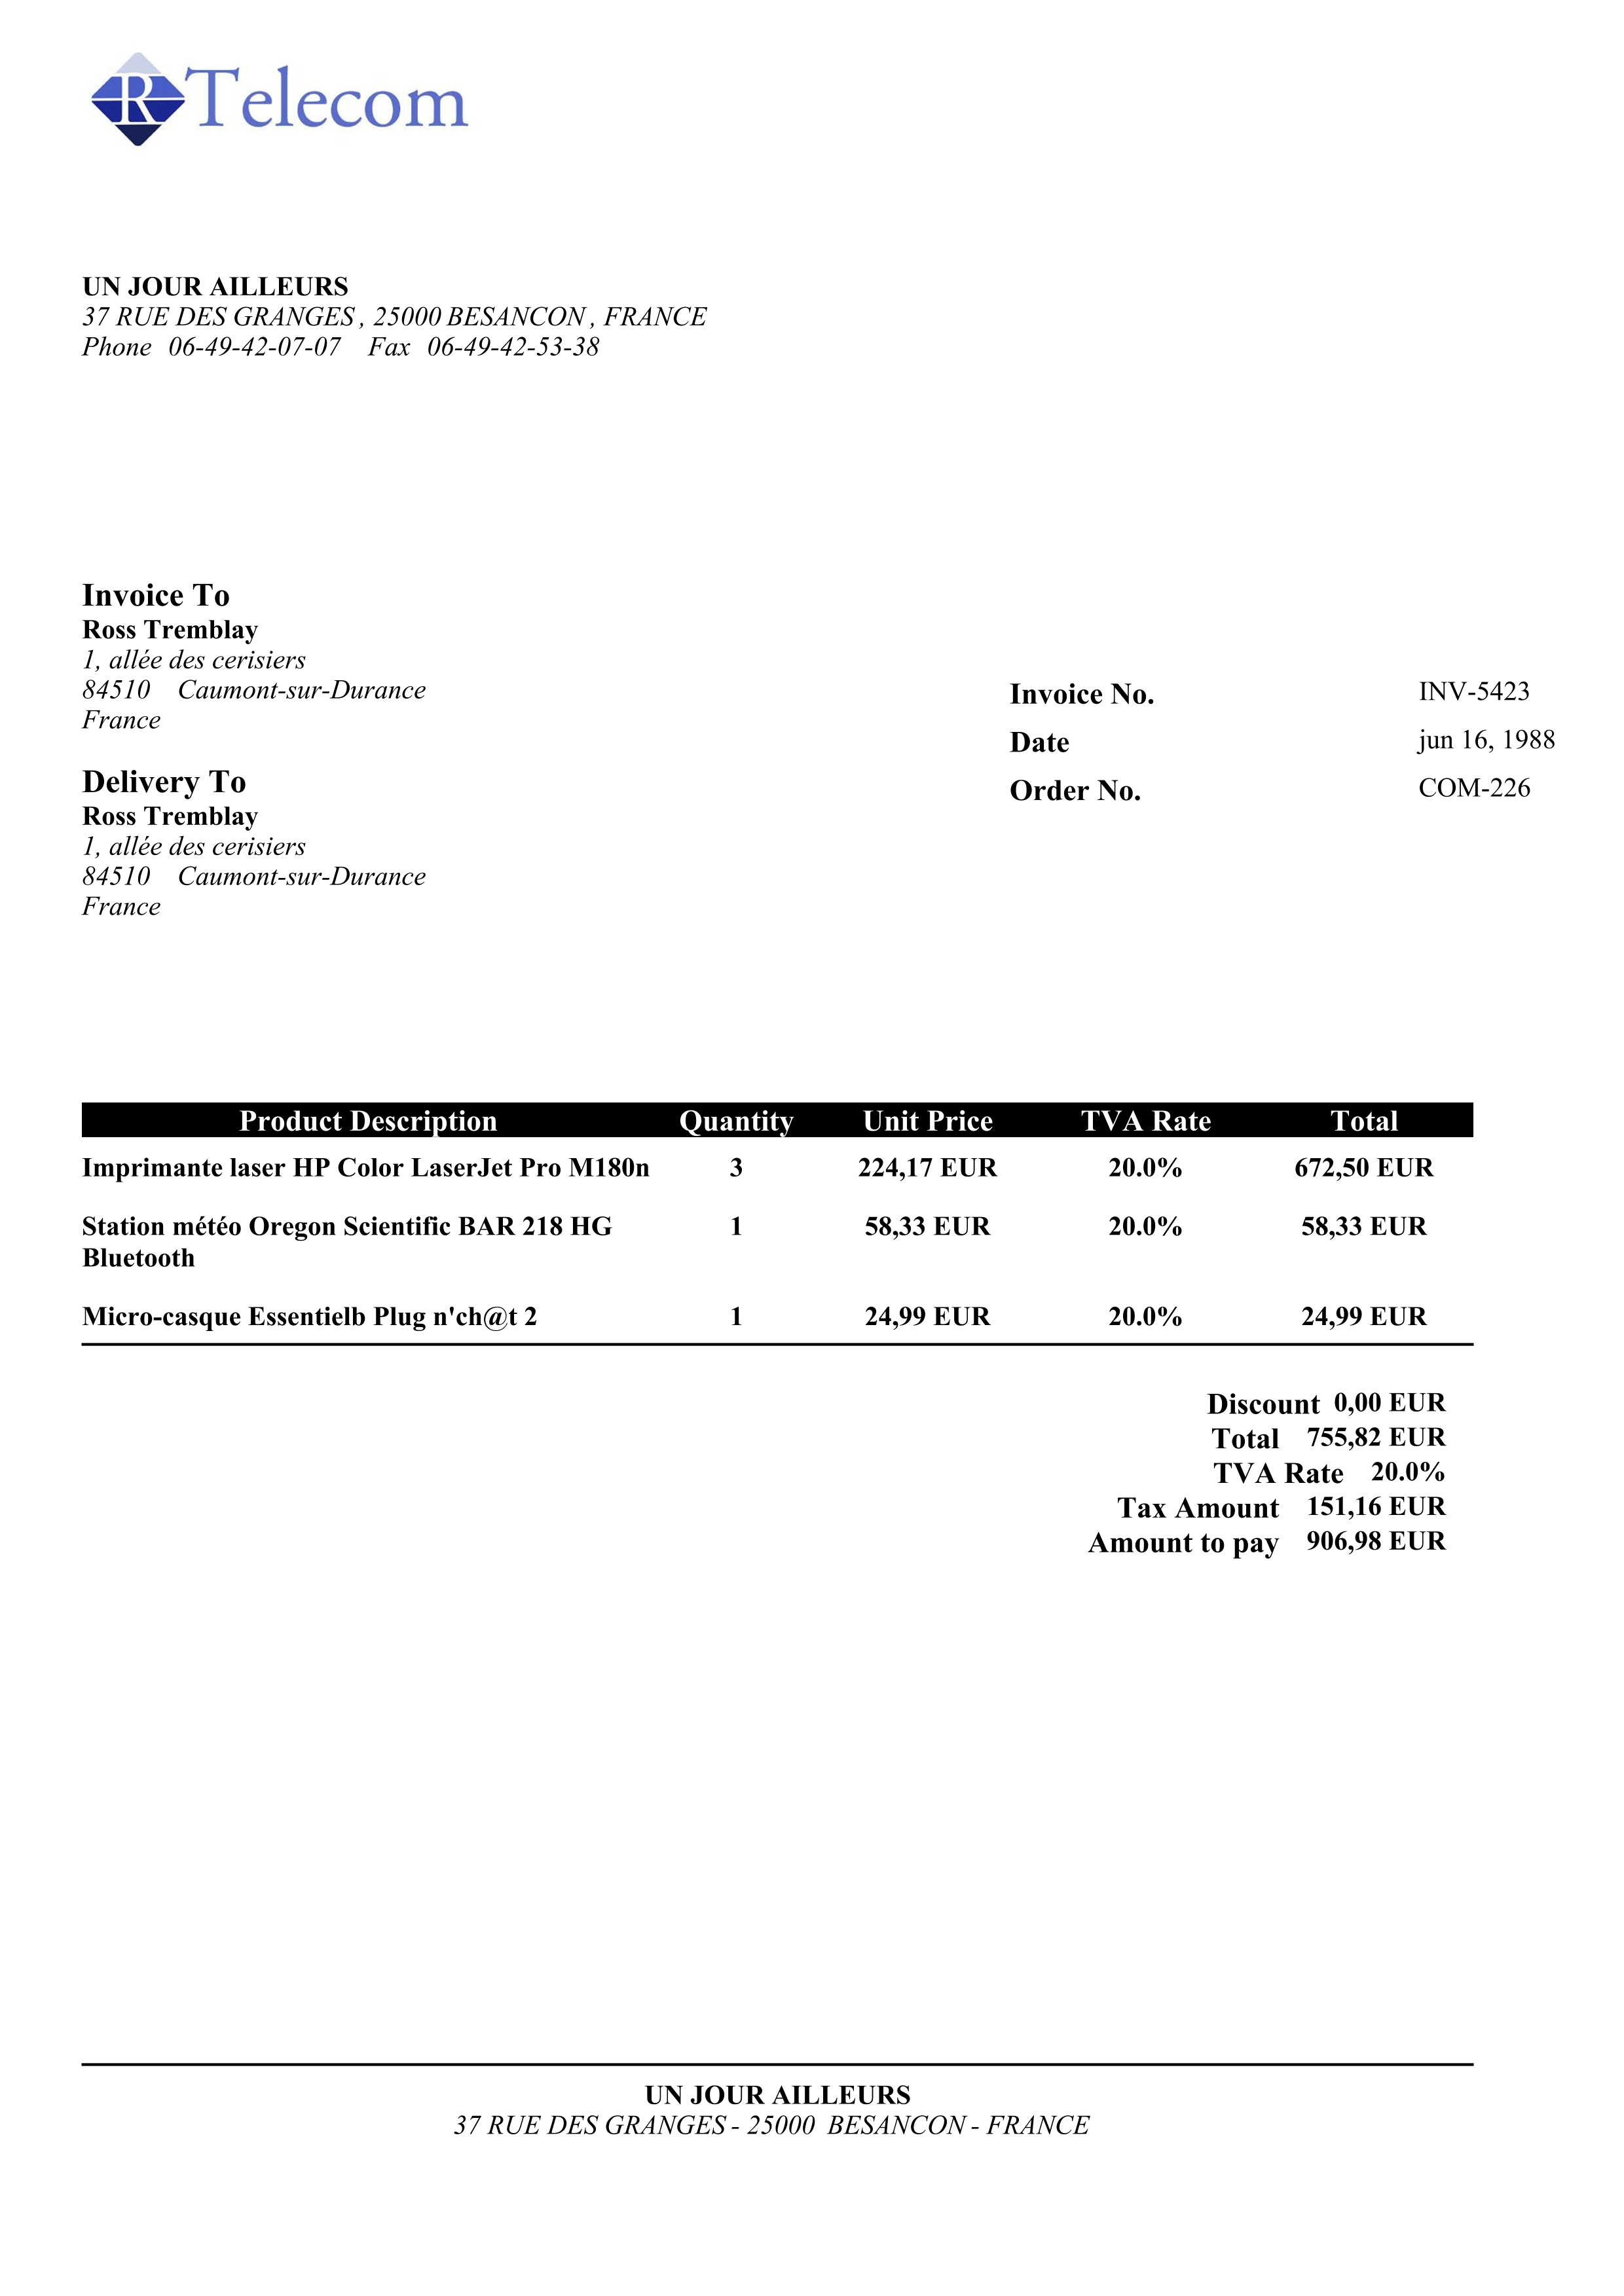 R Telecom
UN JOUR AILLEURS
37 RUE DES GRANGES , 25000 BESANCON , FRANCE
Phone 06-49-42-07-07 Fax 06-49-42-53-38
Invoice To
Ross Tremblay
1, allée des cerisiers
84510 Caumont-sur-Durance
France
Invoice No. INV-5423
Date jun 16, 1988
Order No. COM-226
Delivery To
Ross Tremblay
1, allée des cerisiers
84510 Caumont-sur-Durance
France
Product Description Quantity Unit Price TVA Rate Total
Imprimante laser HP Color LaserJet Pro M180n 3 224,17 EUR 20.0% 672,50 EUR
Station météo Oregon Scientific BAR 218 HG 1 58,33 EUR 20.0% 58,33 EUR
Bluetooth
Micro-casque Essentielb Plug n'ch@t 2 1 24,99 EUR 20.0% 24,99 EUR
Discount 0,00 EUR
Total 755,82 EUR
TVA Rate 20.0%
Tax Amount 151,16 EUR
Amount to pay 906,98 EUR
UN JOUR AILLEURS
37 RUE DES GRANGES - 25000 BESANCON - FRANCE